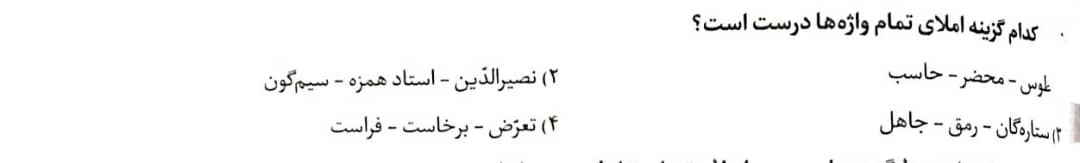 کدام گزینه املای تمام واژه‌ها درست است؟
طوس - محضر - حاسب
۲) نصیرالدّین - استاد همزه - سیم‌گون
ستاره‌گان - رمق - جاهل
۴) تعرّض - برخاست - فراست